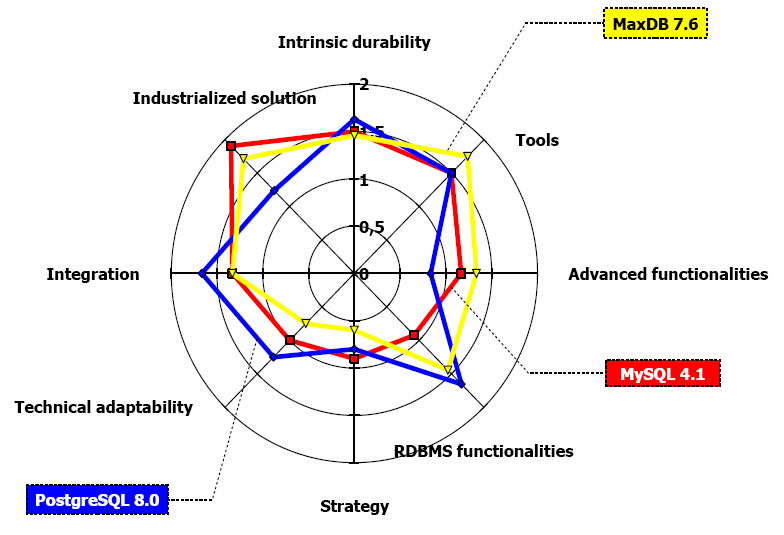 MaxDB 7.6
Intrinsic durability
2
Industrialized solution
1,5
Tools
1
0,5
Integration
0
Advanced functionalities
MySQL 4.1
Technical adaptability
RDBMS functionalities
PostgreSQL 8.0
Strategy